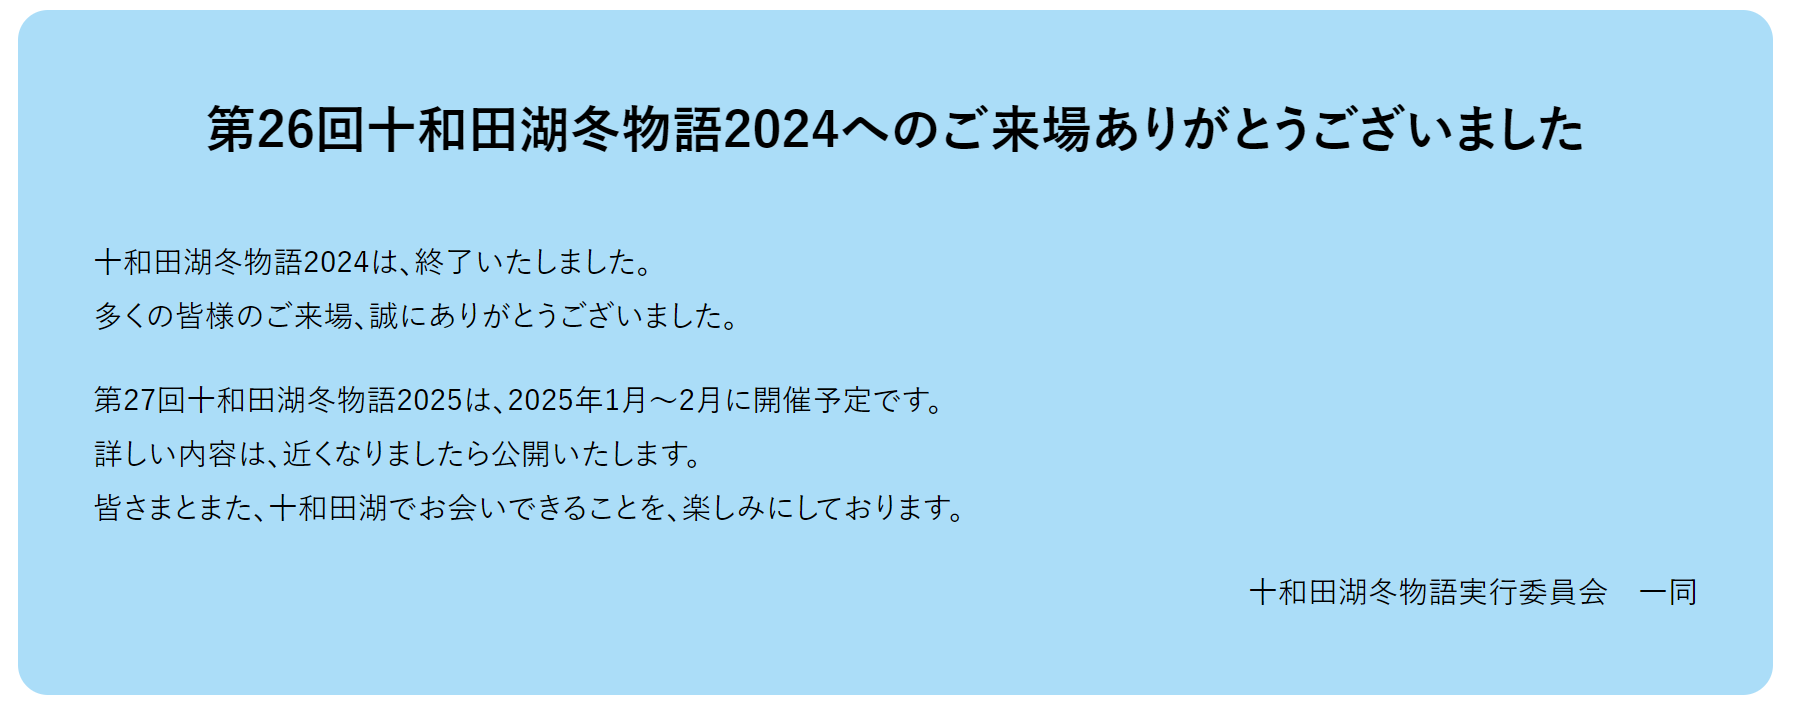 第26回十和田湖冬物語2024へのご来場ありがとうございました
十和田湖冬物語2024は、終了いたしました。
多くの皆様のご来場、誠にありがとうございました。
第27回十和田湖冬物語2025は、2025年1月～2月に開催予定です。
詳しい内容は、近くなりましたら公開いたします。
皆さまとまた、十和田湖でお会いできることを、楽しみにしております。
十和田湖冬物語実行委員会　一同